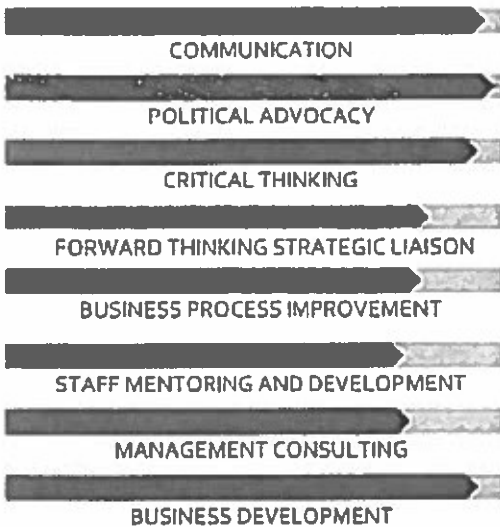 COMMUNICATION
POLITICAL ADVOCACY
CRITICAL THINKING
FORWARD THINKING STRATEGIC LIAISON
BUSINESS PROCESS IMPROVEMENT
STAFF MENTORING AND DEVELOPMENT
MANAGEMENT CONSULTING
BUSINESS DEVELOPMENT